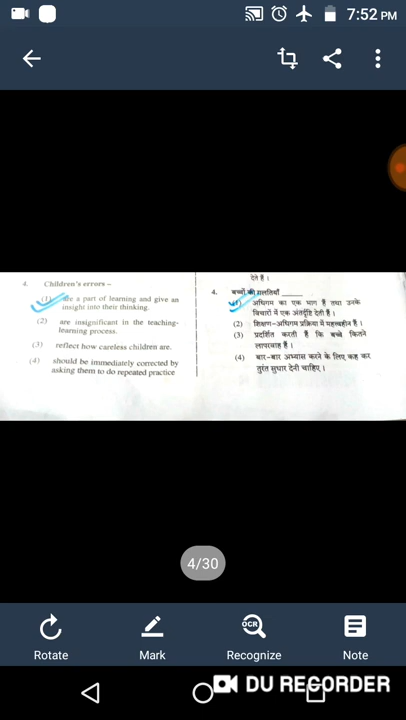 7:52 PM
4. Children's errors –
(1) are a part of learning and give an
insight into their thinking.
(2) are insignificant in the teaching-
learning process.
(3) reflect how careless children are.
(4) should be immediately corrected by
asking them to do repeated practice
देते हैं ।
4. बच्चों की गलतियाँ ______
(1) अधिगम का एक भाग हैं तथा उनके
विचारों में एक अंतर्दृष्टि देती हैं ।
(2) शिक्षण-अधिगम प्रक्रिया में महत्त्वहीन हैं ।
(3) प्रदर्शित करती हैं कि बच्चे कितने
लापरवाह हैं ।
(4) बार-बार अभ्यास करने के लिए कह कर
तुरंत सुधार देनी चाहिए ।
4/30
Rotate
Mark
OCR
Recognize
Note
DU RECORDER